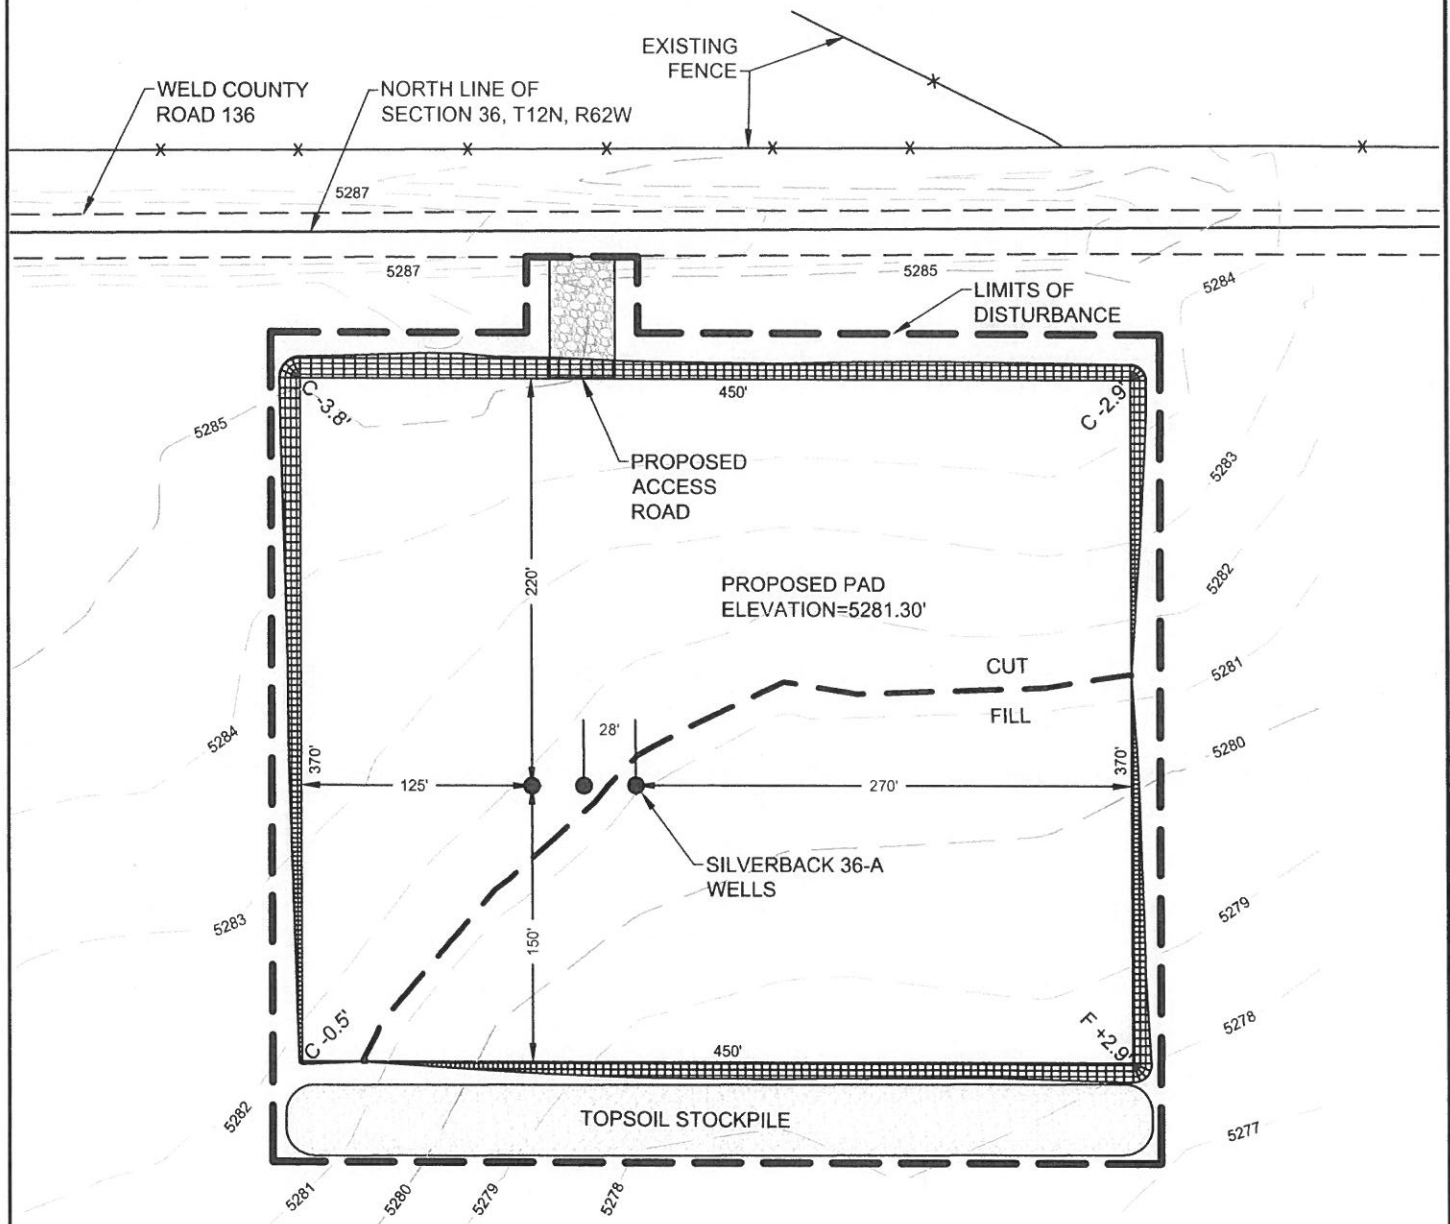 EXISTING
FENCE
WELD COUNTY
ROAD 136
NORTH LINE OF
SECTION 36, T12N, R62W
5287
5287
5285
5284
LIMITS OF
DISTURBANCE
450'
C -3.8'
C -2.9'
5285
PROPOSED
ACCESS
ROAD
5283
220'
PROPOSED PAD
ELEVATION=5281.30'
5282
CUT
5281
FILL
28'
5284
5280
370'
370'
125'
270'
SILVERBACK 36-A
WELLS
5283
5279
150'
C -0.5'
F +2.9'
5278
450'
5282
TOPSOIL STOCKPILE
5277
5281
5280
5279
5278